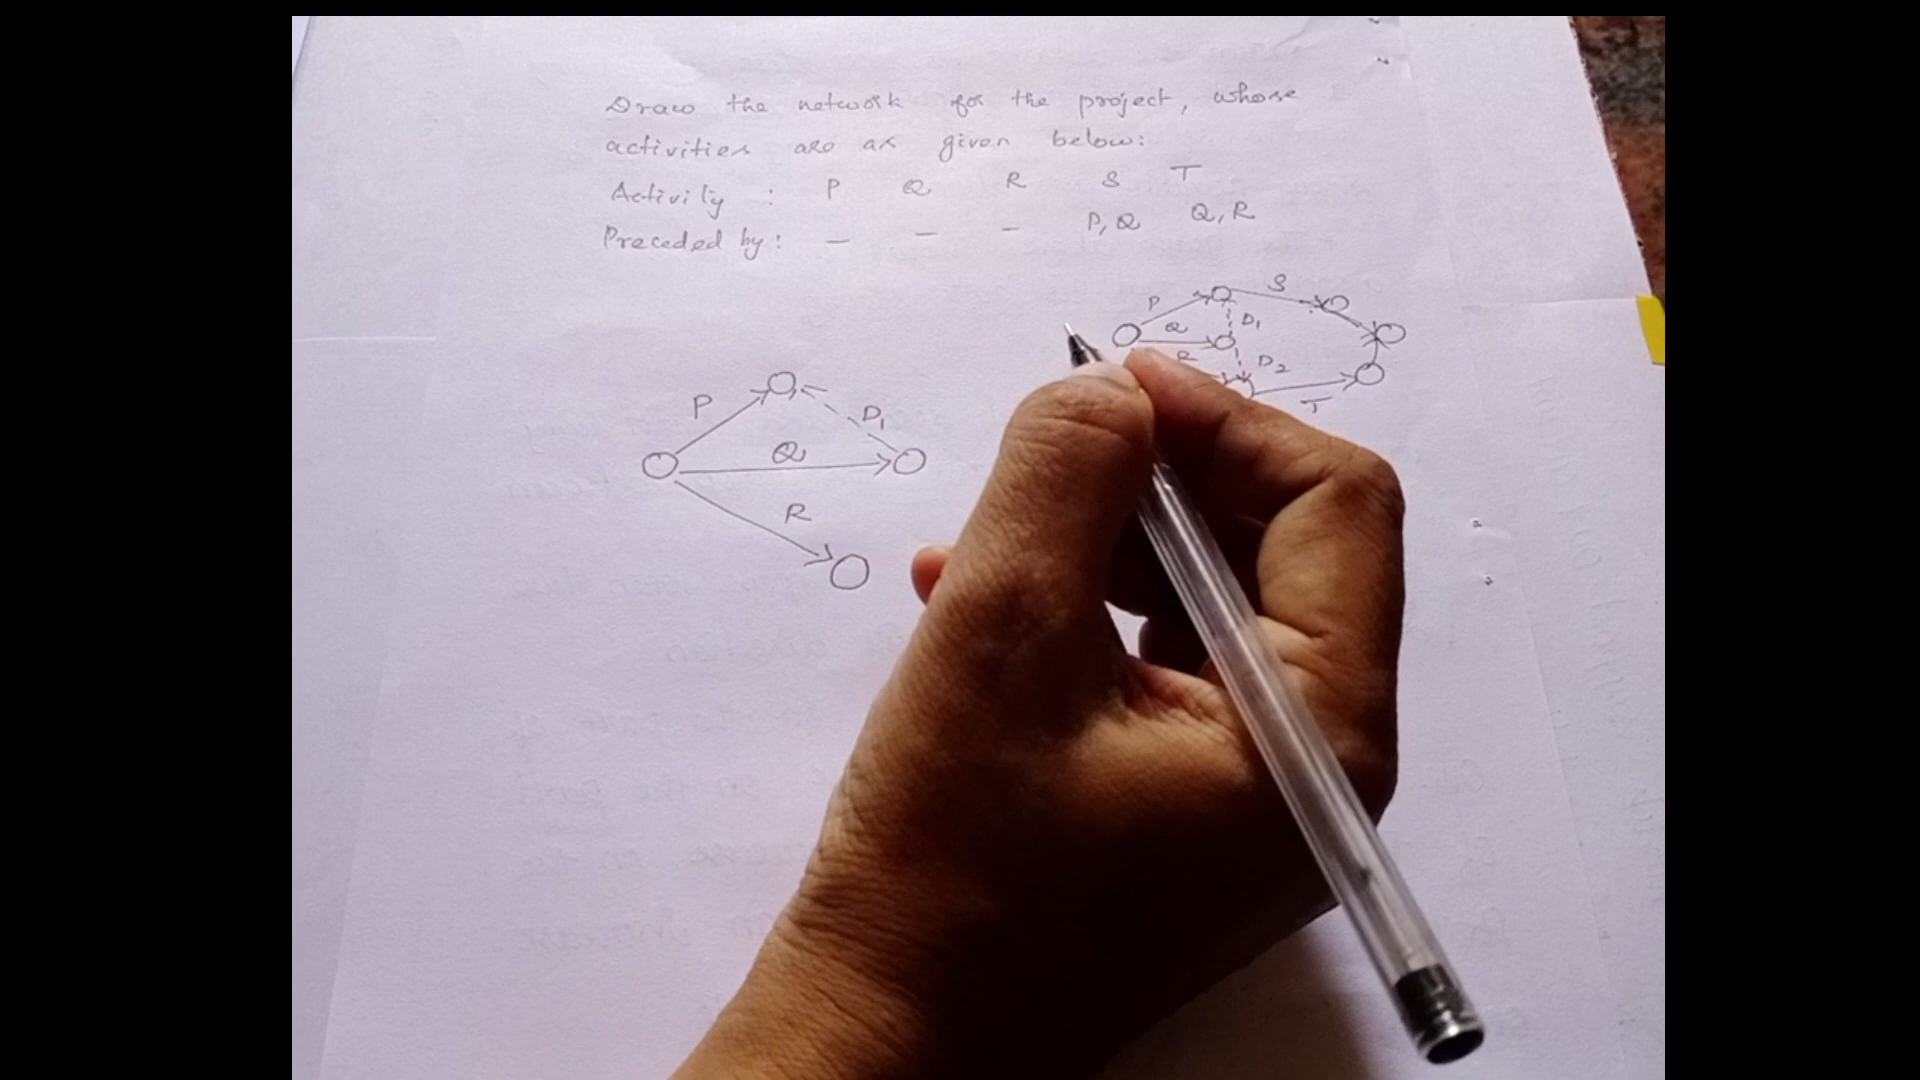 Draw the network for the project, whose
activities are as given below:
Activity : P Q R S T
Preceded by: — — — P, Q Q, R
P Q R S D1 D2 T
P Q R D1